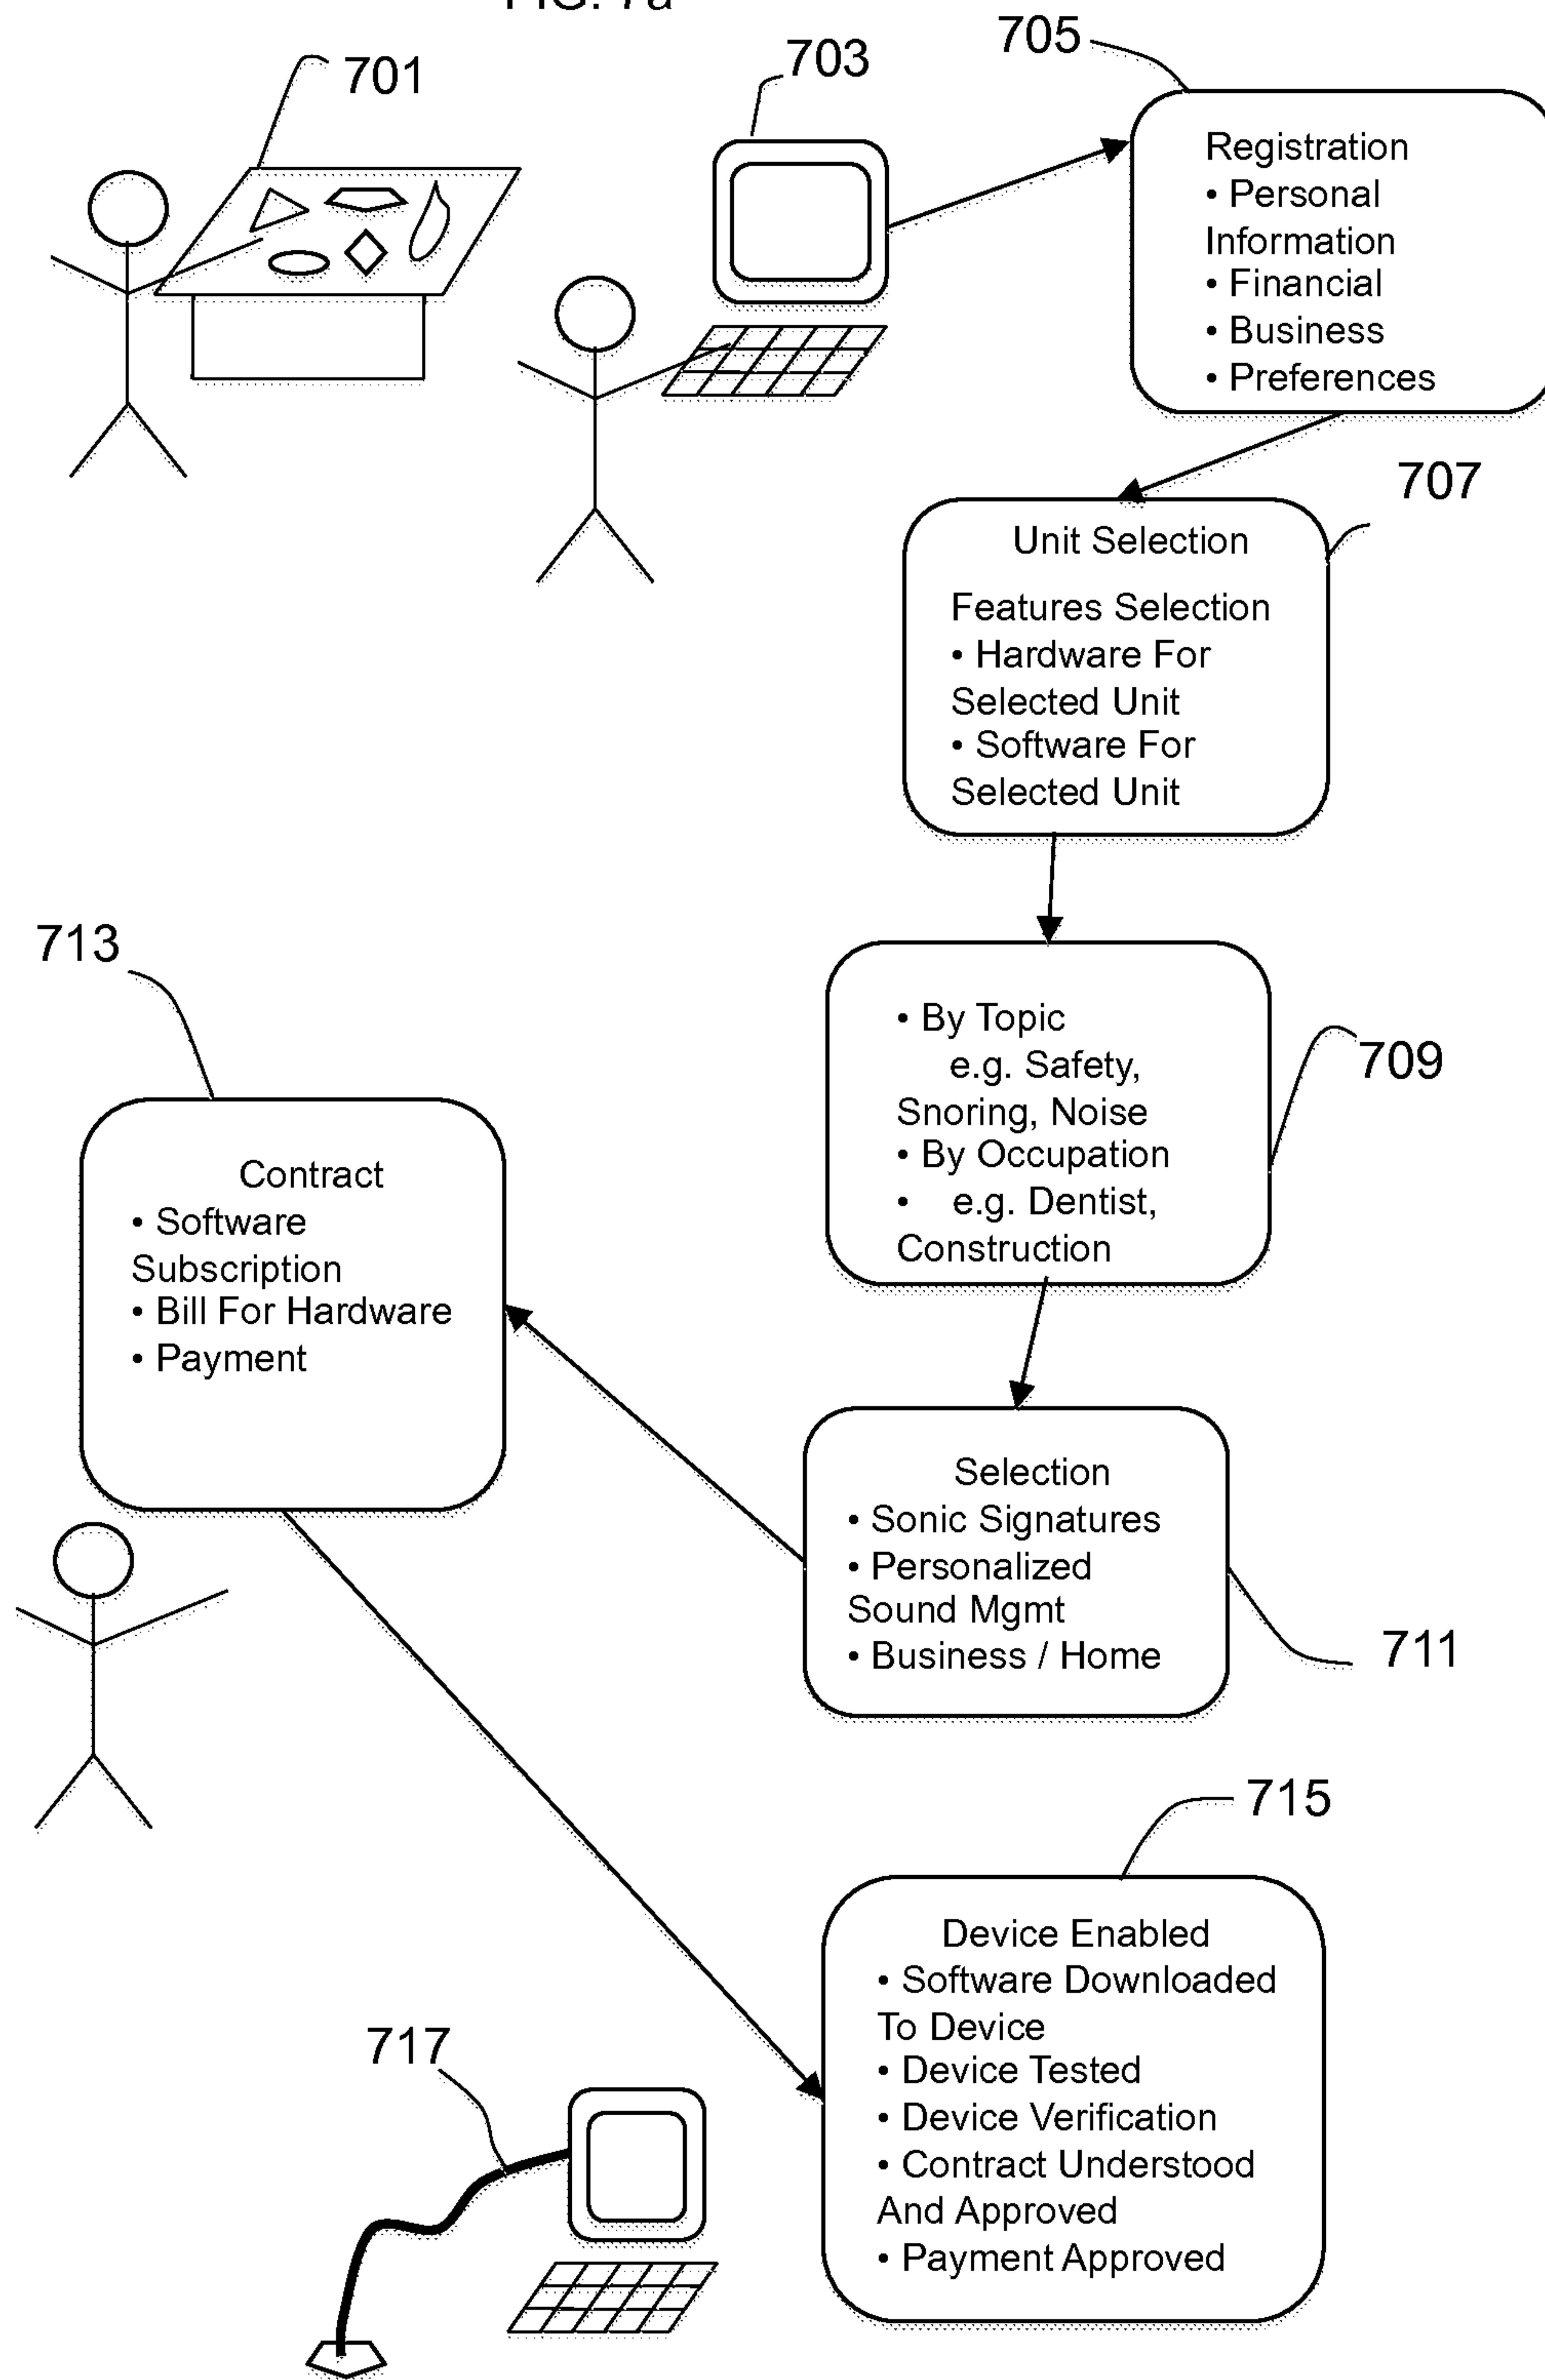 FIG. 7a
701
703
705
Registration
• Personal
Information
• Financial
• Business
• Preferences
707
Unit Selection
Features Selection
• Hardware For
Selected Unit
• Software For
Selected Unit
709
• By Topic
e.g. Safety,
Snoring, Noise
• By Occupation
• e.g. Dentist,
Construction
711
Selection
• Sonic Signatures
• Personalized
Sound Mgmt
• Business / Home
713
Contract
• Software
Subscription
• Bill For Hardware
• Payment
715
Device Enabled
• Software Downloaded
To Device
• Device Tested
• Device Verification
• Contract Understood
And Approved
• Payment Approved
717